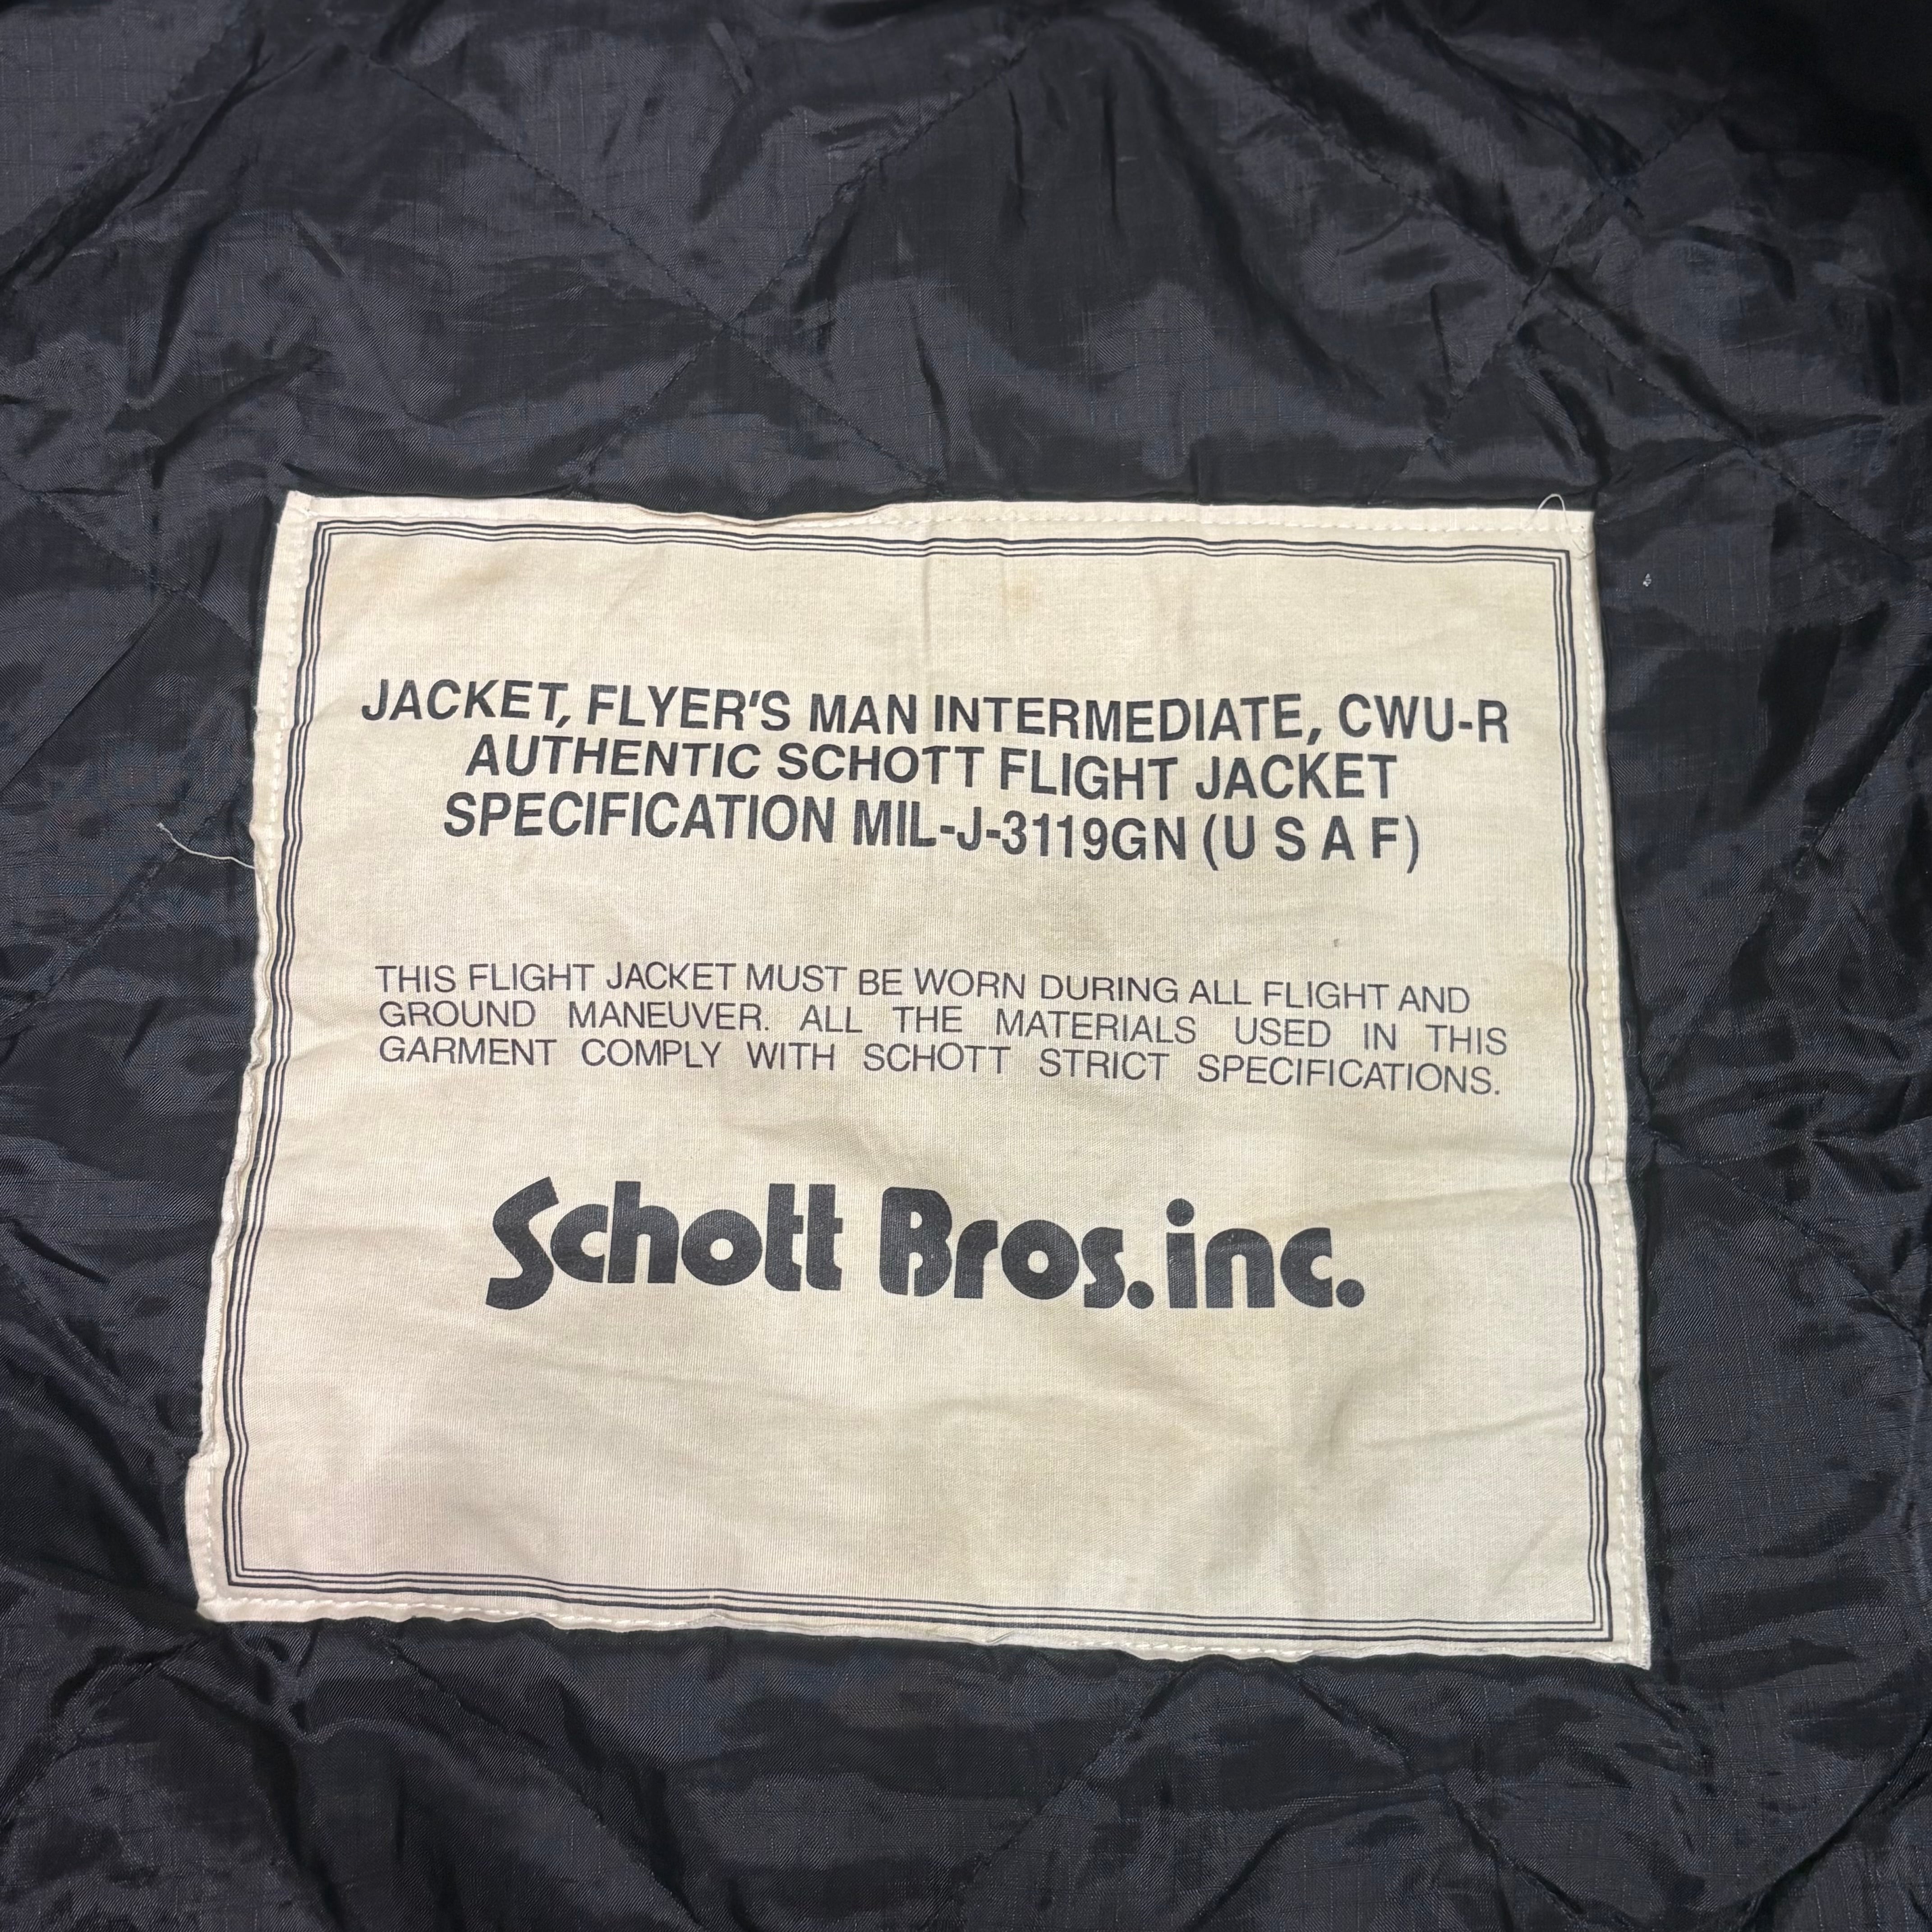 JACKET, FLYER'S MAN INTERMEDIATE, CWU-R
AUTHENTIC SCHOTT FLIGHT JACKET
SPECIFICATION MIL-J-3119GN (U S A F)
THIS FLIGHT JACKET MUST BE WORN DURING ALL FLIGHT AND
GROUND MANEUVER. ALL THE MATERIALS USED IN THIS
GARMENT COMPLY WITH SCHOTT STRICT SPECIFICATIONS.
Schott Bros. inc.